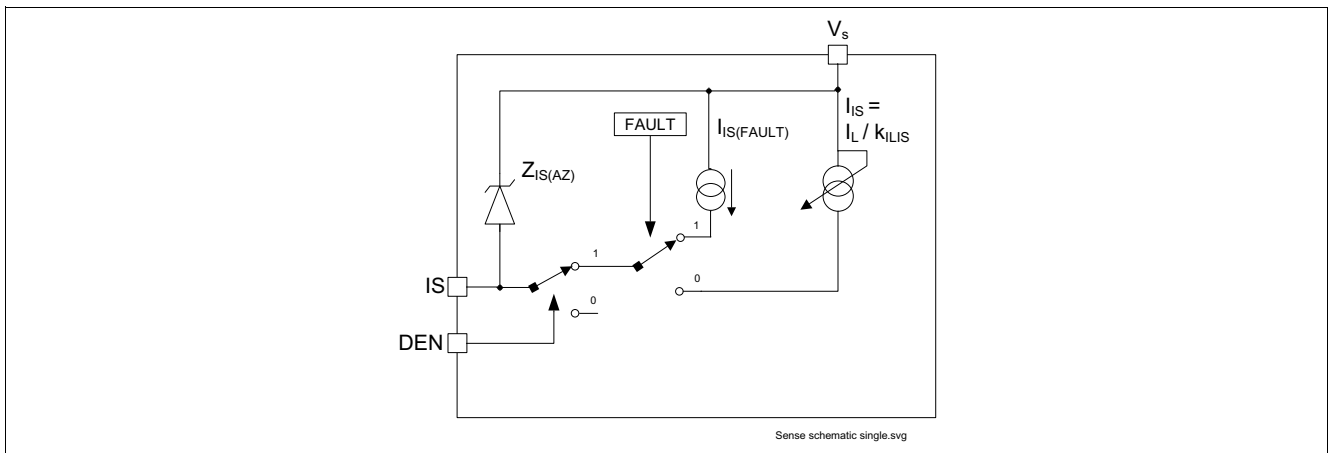 Vs
IIS =
IL / kILIS
FAULT
IIS(FAULT)
ZIS(AZ)
1
1
0
0
IS
DEN
Sense schematic single.svg